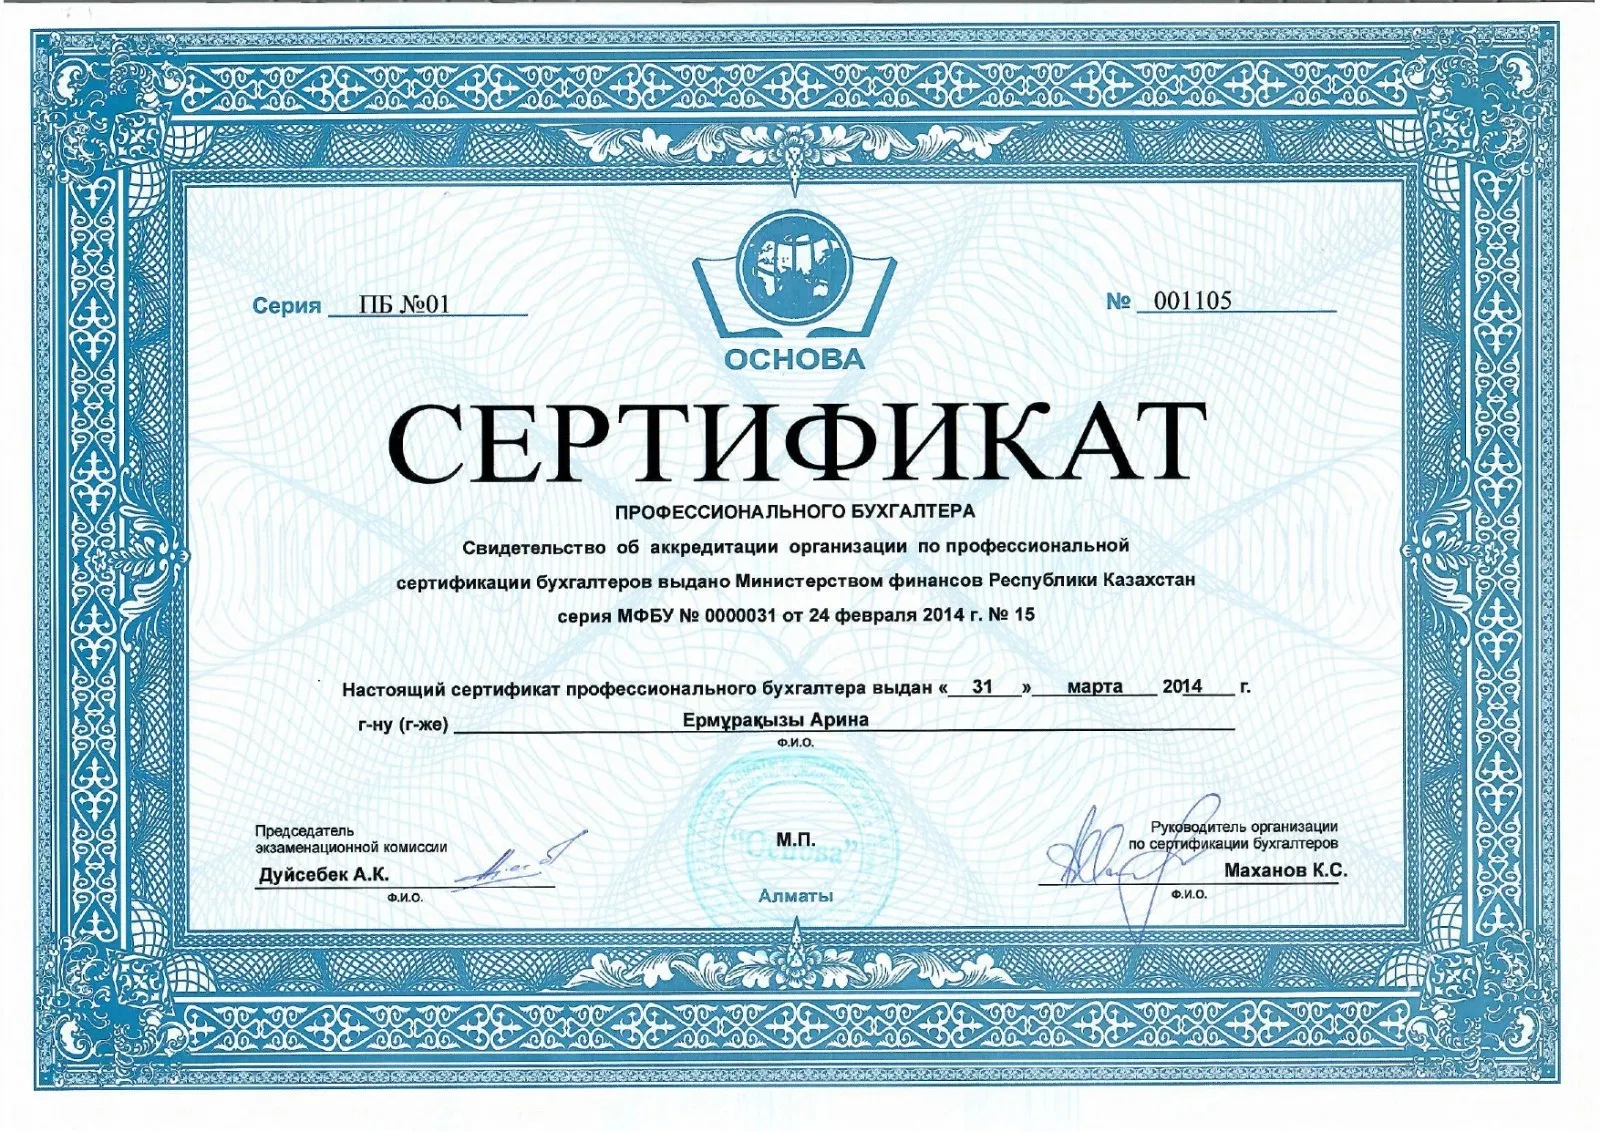 Серия ПБ №01
№ 001105
ОСНОВА
СЕРТИФИКАТ
ПРОФЕССИОНАЛЬНОГО БУХГАЛТЕРА
Свидетельство об аккредитации организации по профессиональной
сертификации бухгалтеров выдано Министерством финансов Республики Казахстан
серия МФБУ № 0000031 от 24 февраля 2014 г. № 15
Настоящий сертификат профессионального бухгалтера выдан « 31 » марта 2014 г.
г-ну (г-же) Ермұрақызы Арина
Ф.И.О.
Председатель
экзаменационной комиссии
Дуйсебек А.К.
Ф.И.О.
М.П.
"Основа"
Алматы
Руководитель организации
по сертификации бухгалтеров
Маханов К.С.
Ф.И.О.